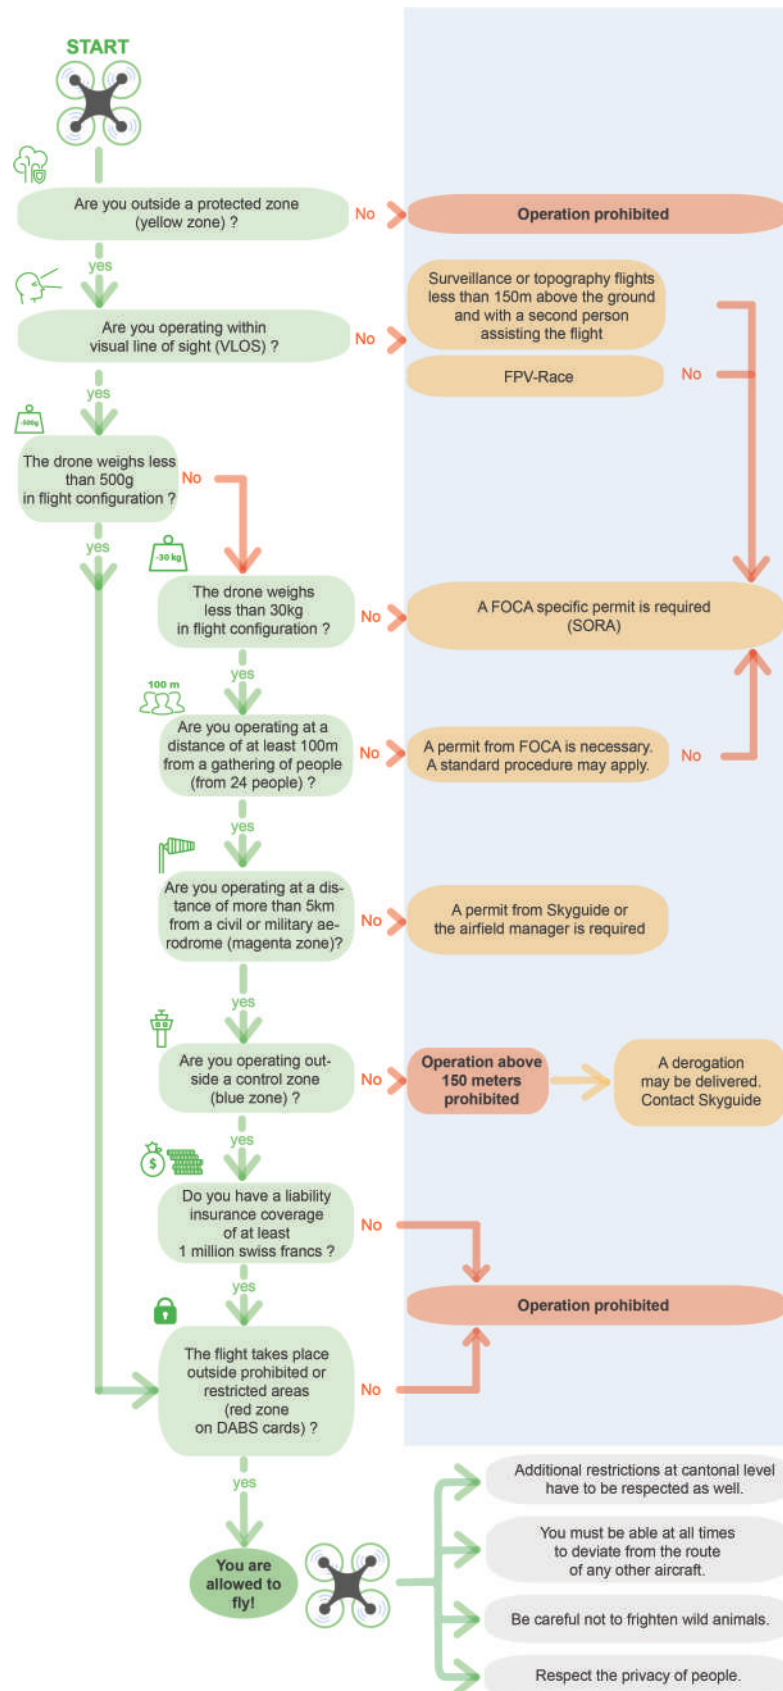 START
Are you outside a protected zone
(yellow zone) ?
No
Operation prohibited
yes
Surveillance or topography flights
less than 150m above the ground
and with a second person
assisting the flight
Are you operating within
visual line of sight (VLOS) ?
No
FPV-Race
No
yes
-500g
The drone weighs less
than 500g
in flight configuration ?
No
yes
-30 kg
The drone weighs
less than 30kg
in flight configuration ?
No
A FOCA specific permit is required
(SORA)
yes
100 m
Are you operating at a
distance of at least 100m
from a gathering of people
(from 24 people) ?
No
A permit from FOCA is necessary.
A standard procedure may apply.
No
yes
Are you operating at a dis-
tance of more than 5km
from a civil or military ae-
rodrome (magenta zone)?
No
A permit from Skyguide or
the airfield manager is required
yes
Are you operating out-
side a control zone
(blue zone) ?
No
Operation above
150 meters
prohibited
A derogation
may be delivered.
Contact Skyguide
yes
$
Do you have a liability
insurance coverage
of at least
1 million swiss francs ?
No
yes
Operation prohibited
The flight takes place
outside prohibited or
restricted areas
(red zone
on DABS cards) ?
No
yes
You are
allowed to
fly!
Additional restrictions at cantonal level
have to be respected as well.
You must be able at all times
to deviate from the route
of any other aircraft.
Be careful not to frighten wild animals.
Respect the privacy of people.